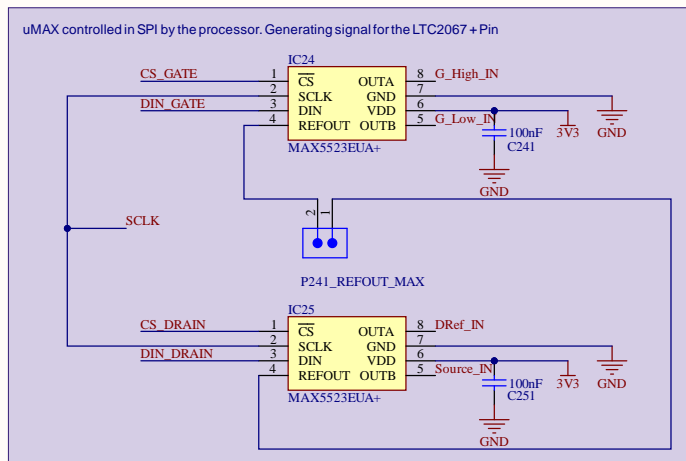 uMAX controlled in SPI by the processor. Generating signal for the LTC2067 + Pin
IC24
CS_GATE 1 CS OUTA 8 G_High_IN
2 SCLK GND 7
DIN_GATE 3 DIN VDD 6
4 REFOUT OUTB 5 G_Low_IN
MAX5523EUA+
100nF
C241
3V3
GND
GND
2 1
SCLK
P241_REFOUT_MAX
IC25
CS_DRAIN 1 CS OUTA 8 DRef_IN
2 SCLK GND 7
DIN_DRAIN 3 DIN VDD 6
4 REFOUT OUTB 5 Source_IN
MAX5523EUA+
100nF
C251
3V3
GND
GND